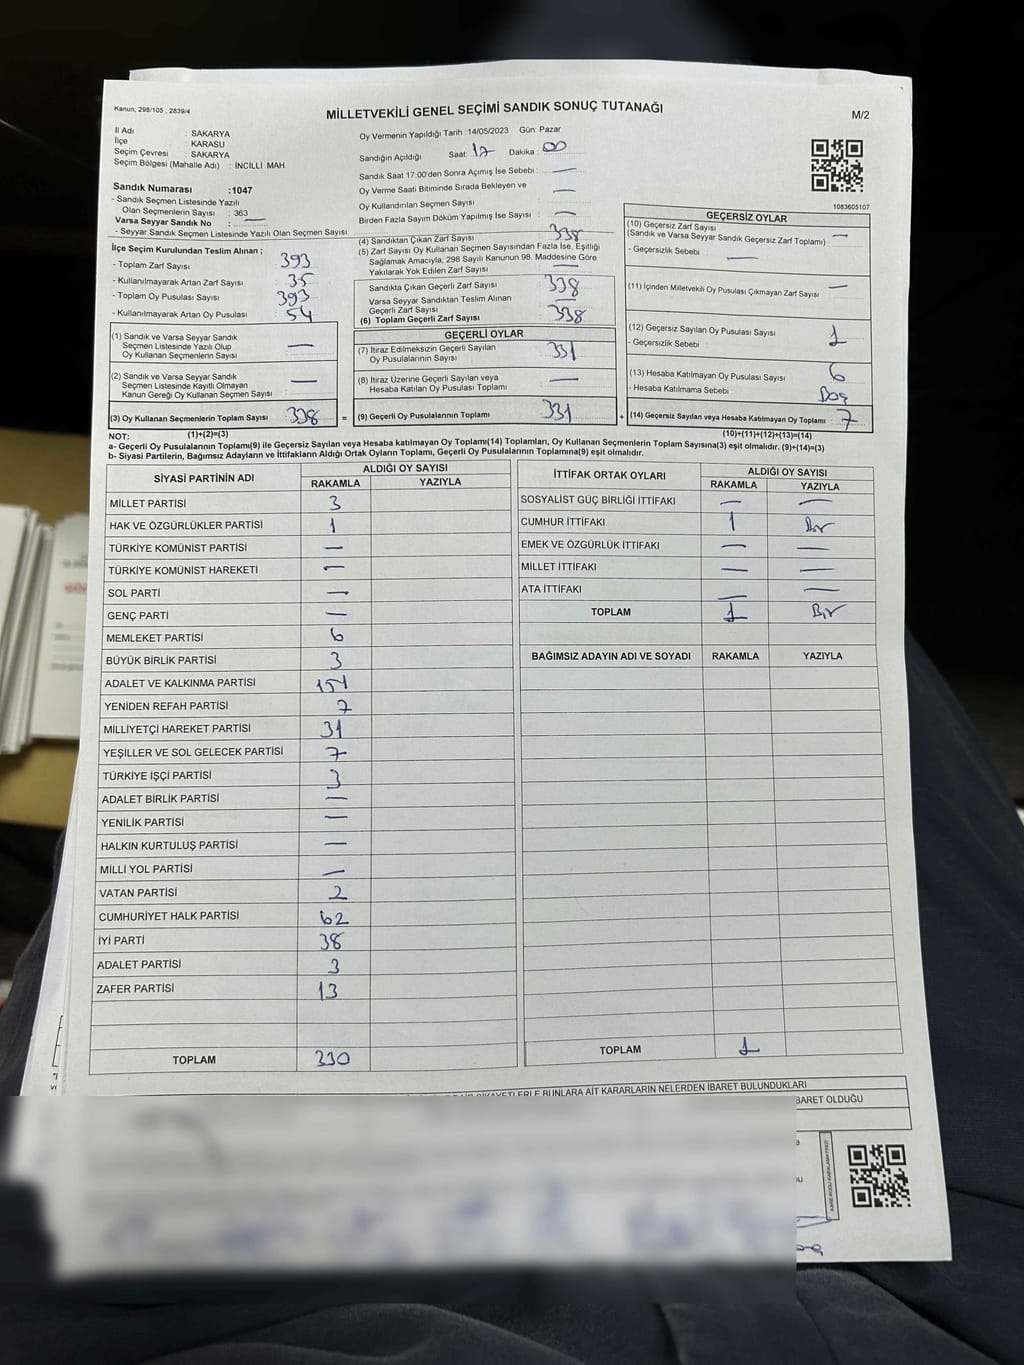 Kanun; 298/105 , 2839/4
MİLLETVEKİLİ GENEL SEÇİMİ SANDIK SONUÇ TUTANAĞI
M/2
İl Adı : SAKARYA
İlçe : KARASU
Seçim Çevresi : SAKARYA
Seçim Bölgesi (Mahalle Adı) : İNCİLLİ MAH.
Sandık Numarası :1047
- Sandık Seçmen Listesinde Yazılı
Olan Seçmenlerin Sayısı : 363
Varsa Seyyar Sandık No : —
- Seyyar Sandık Seçmen Listesinde Yazılı Olan Seçmen Sayısı:
Oy Vermenin Yapıldığı Tarih :14/05/2023 Gün: Pazar
Sandığın Açıldığı Saat: 17 Dakika: 00
Sandık Saat 17:00'den Sonra Açımış İse Sebebi : —
Oy Verme Saati Bitiminde Sırada Bekleyen ve —
Oy Kullandırılan Seçmen Sayısı
Birden Fazla Sayım Döküm Yapılmış İse Sayısı : —
1083605107
İlçe Seçim Kurulundan Teslim Alınan ;
- Toplam Zarf Sayısı : 393
- Kullanılmayarak Artan Zarf Sayısı : 35
- Toplam Oy Pusulası Sayısı : 393
- Kullanılmayarak Artan Oy Pusulası : 54
(4) Sandıktan Çıkan Zarf Sayısı 338
(5) Zarf Sayısı Oy Kullanan Seçmen Sayısından Fazla İse, Eşitliği
Sağlamak Amacıyla, 298 Sayılı Kanunun 98. Maddesine Göre
Yakılarak Yok Edilen Zarf Sayısı —
Sandıkta Çıkan Geçerli Zarf Sayısı 338
Varsa Seyyar Sandıktan Teslim Alınan
Geçerli Zarf Sayısı —
(6) Toplam Geçerli Zarf Sayısı 338
GEÇERSİZ OYLAR
(10) Geçersiz Zarf Sayısı
(Sandık ve Varsa Seyyar Sandık Geçersiz Zarf Toplamı) : —
- Geçersizlik Sebebi : —
(11) İçinden Milletvekili Oy Pusulası Çıkmayan Zarf Sayısı : —
(12) Geçersiz Sayılan Oy Pusulası Sayısı : 1
- Geçersizlik Sebebi :
(13) Hesaba Katılmayan Oy Pusulası Sayısı : 6
- Hesaba Katılmama Sebebi : Boş
(14) Geçersiz Sayılan veya Hesaba Katılmayan Oy Toplamı : 7
(1) Sandık ve Varsa Seyyar Sandık
Seçmen Listesinde Yazılı Olup
Oy Kullanan Seçmenlerin Sayısı : —
(2) Sandık ve Varsa Seyyar Sandık
Seçmen Listesinde Kayıtlı Olmayan
Kanun Gereği Oy Kullanan Seçmen Sayısı : —
(3) Oy Kullanan Seçmenlerin Toplam Sayısı : 338 =
GEÇERLİ OYLAR
(7) İtiraz Edilmeksizin Geçerli Sayılan
Oy Pusulalarının Sayısı : 331
(8) İtiraz Üzerine Geçerli Sayılan veya
Hesaba Katılan Oy Pusulası Toplamı : —
(9) Geçerli Oy Pusulalarının Toplamı : 331 +
NOT: (1)+(2)=(3) (10)+(11)+(12)+(13)=(14)
a- Geçerli Oy Pusulalarının Toplamı(9) ile Geçersiz Sayılan veya Hesaba katılmayan Oy Toplamı(14) Toplamları, Oy Kullanan Seçmenlerin Toplam Sayısına(3) eşit olmalıdır. (9)+(14)=(3)
b- Siyasi Partilerin, Bağımsız Adayların ve İttifakların Aldığı Ortak Oyların Toplamı, Geçerli Oy Pusulalarının Toplamına(9) eşit olmalıdır.
SİYASİ PARTİNİN ADI ALDIĞI OY SAYISI
RAKAMLA YAZIYLA
MİLLET PARTİSİ 3
HAK VE ÖZGÜRLÜKLER PARTİSİ 1
TÜRKİYE KOMÜNİST PARTİSİ —
TÜRKİYE KOMÜNİST HAREKETİ —
SOL PARTİ —
GENÇ PARTİ —
MEMLEKET PARTİSİ 6
BÜYÜK BİRLİK PARTİSİ 3
ADALET VE KALKINMA PARTİSİ 151
YENİDEN REFAH PARTİSİ 7
MİLLİYETÇİ HAREKET PARTİSİ 31
YEŞİLLER VE SOL GELECEK PARTİSİ 7
TÜRKİYE İŞÇİ PARTİSİ 3
ADALET BİRLİK PARTİSİ —
YENİLİK PARTİSİ —
HALKIN KURTULUŞ PARTİSİ —
MİLLİ YOL PARTİSİ —
VATAN PARTİSİ 2
CUMHURİYET HALK PARTİSİ 62
İYİ PARTİ 38
ADALET PARTİSİ 3
ZAFER PARTİSİ 13
TOPLAM 330
İTTİFAK ORTAK OYLARI ALDIĞI OY SAYISI
RAKAMLA YAZIYLA
SOSYALİST GÜÇ BİRLİĞİ İTTİFAKI — —
CUMHUR İTTİFAKI 1 Bir
EMEK VE ÖZGÜRLÜK İTTİFAKI — —
MİLLET İTTİFAKI — —
ATA İTTİFAKI — —
TOPLAM 1 Bir
BAĞIMSIZ ADAYIN ADI VE SOYADI RAKAMLA YAZIYLA
TOPLAM 1
BUNLARA AİT KARARLARIN NELERDEN İBARET BULUNDUKLARI
BARET OLDUĞU